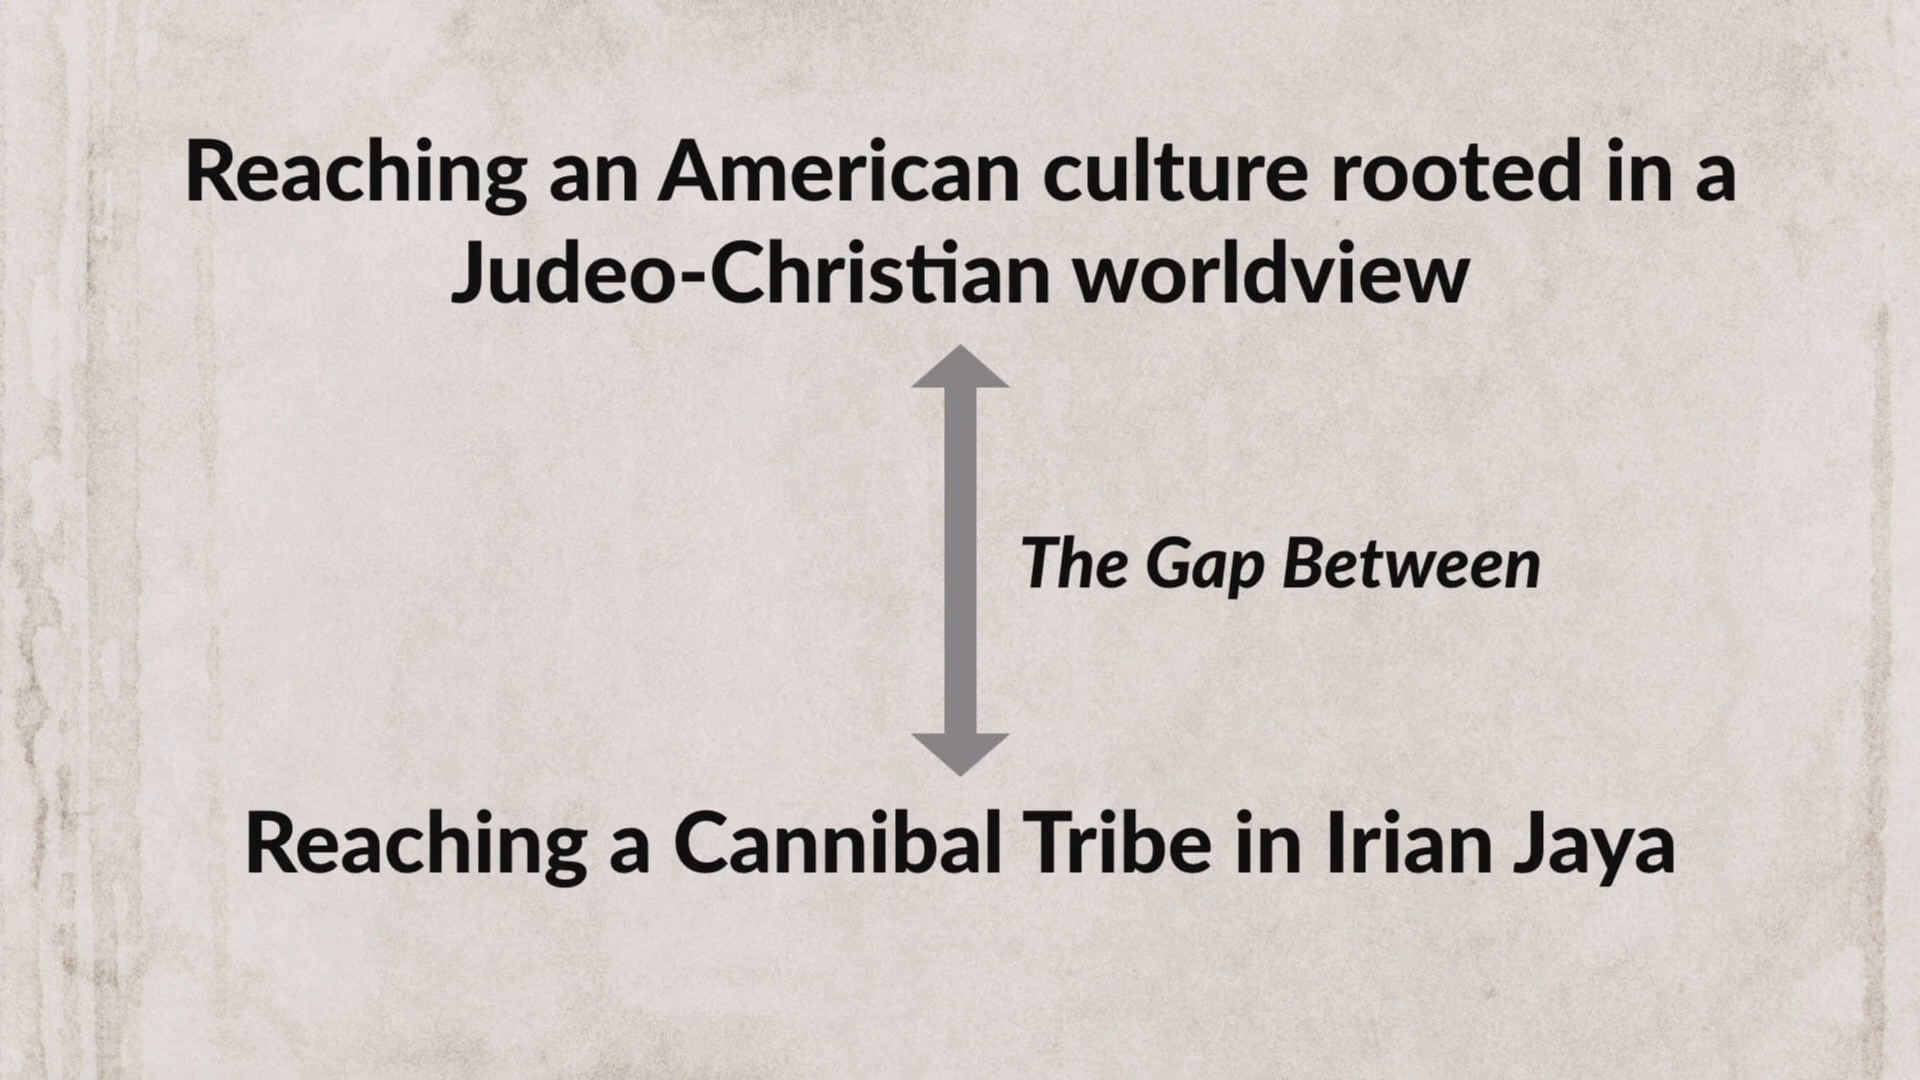 Reaching an American culture rooted in a
Judeo-Christian worldview
The Gap Between
Reaching a Cannibal Tribe in Irian Jaya